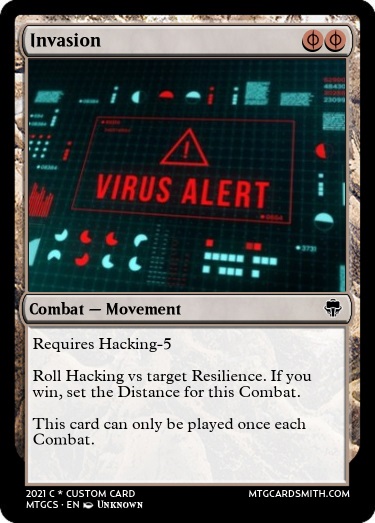 Invasion
VIRUS ALERT
Combat — Movement
Requires Hacking-5
Roll Hacking vs target Resilience. If you
win, set the Distance for this Combat.
This card can only be played once each
Combat.
2021 C * CUSTOM CARD
MTGCS · EN Unknown
MTGCARDSMITH.COM